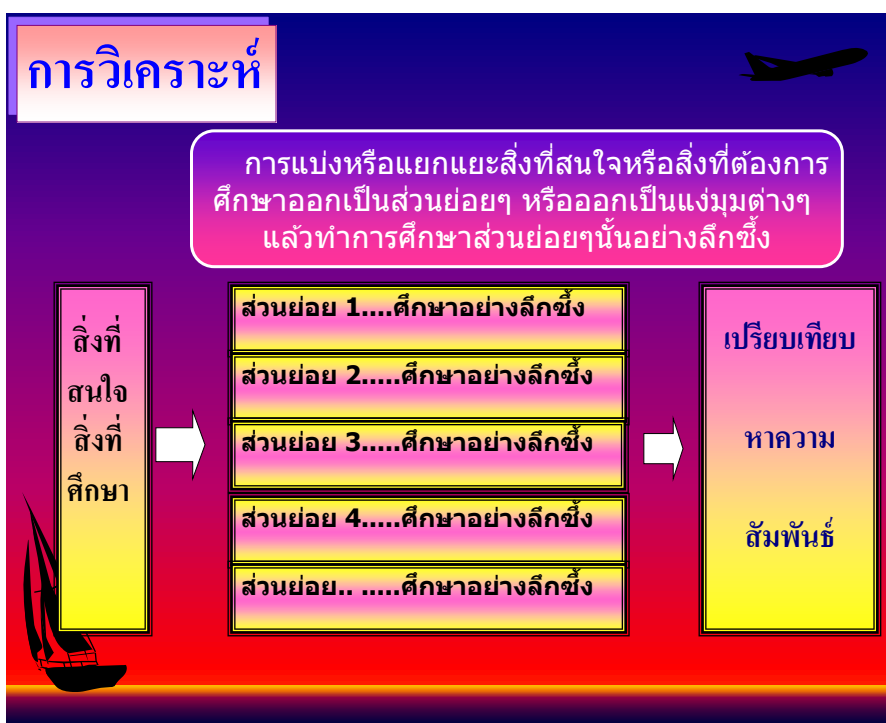 การวิเคราะห์
การแบ่งหรือแยกแยะสิ่งที่สนใจหรือสิ่งที่ต้องการ
ศึกษาออกเป็นส่วนย่อยๆ หรือออกเป็นแง่มุมต่างๆ
แล้วทำการศึกษาส่วนย่อยๆนั้นอย่างลึกซึ้ง
สิ่งที่
สนใจ
สิ่งที่
ศึกษา
ส่วนย่อย 1....ศึกษาอย่างลึกซึ้ง
ส่วนย่อย 2.....ศึกษาอย่างลึกซึ้ง
ส่วนย่อย 3.....ศึกษาอย่างลึกซึ้ง
ส่วนย่อย 4.....ศึกษาอย่างลึกซึ้ง
ส่วนย่อย.. .....ศึกษาอย่างลึกซึ้ง
เปรียบเทียบ
หาความ
สัมพันธ์